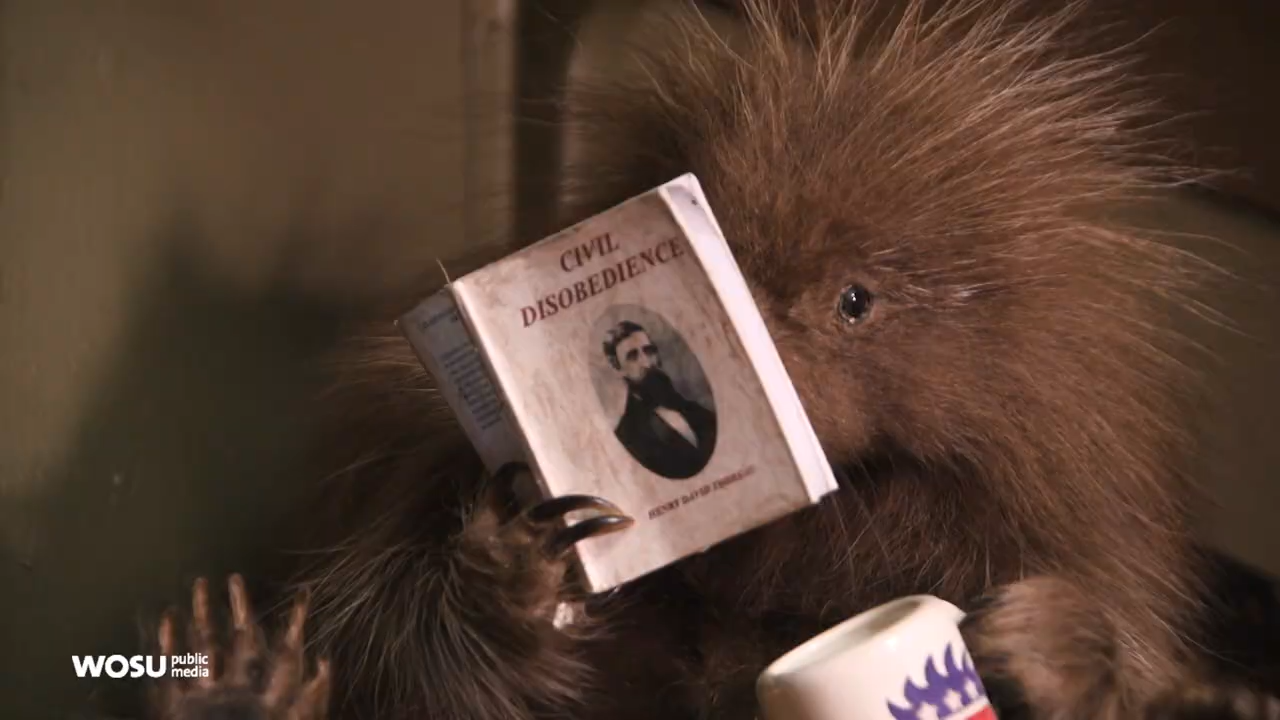 CIVIL
DISOBEDIENCE
HENRY DAVID THOREAU
WOSU public
media